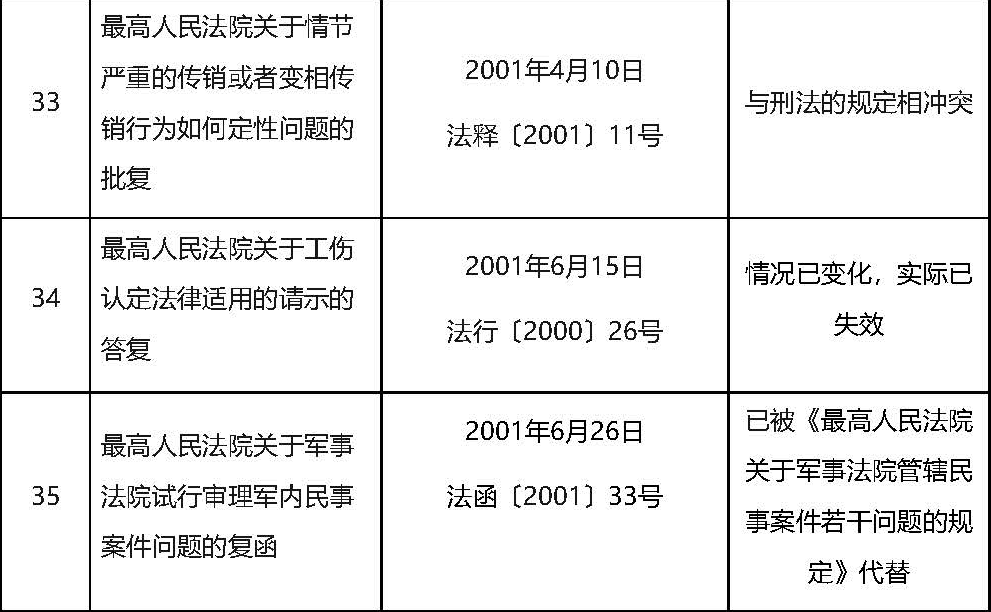 33
最高人民法院关于情节
严重的传销或者变相传
销行为如何定性问题的
批复
2001年4月10日
法释〔2001〕11号
与刑法的规定相冲突
34
最高人民法院关于工伤
认定法律适用的请示的
答复
2001年6月15日
法行〔2000〕26号
情况已变化，实际已
失效
35
最高人民法院关于军事
法院试行审理军内民事
案件问题的复函
2001年6月26日
法函〔2001〕33号
已被《最高人民法院
关于军事法院管辖民
事案件若干问题的规
定》代替